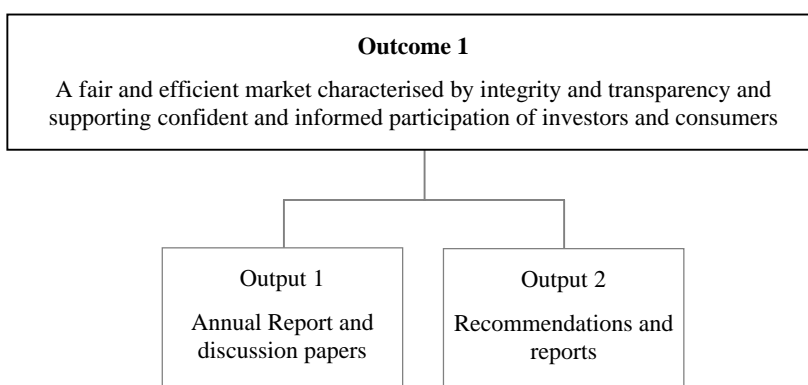 Outcome 1
A fair and efficient market characterised by integrity and transparency and
supporting confident and informed participation of investors and consumers
Output 1
Annual Report and
discussion papers
Output 2
Recommendations and
reports